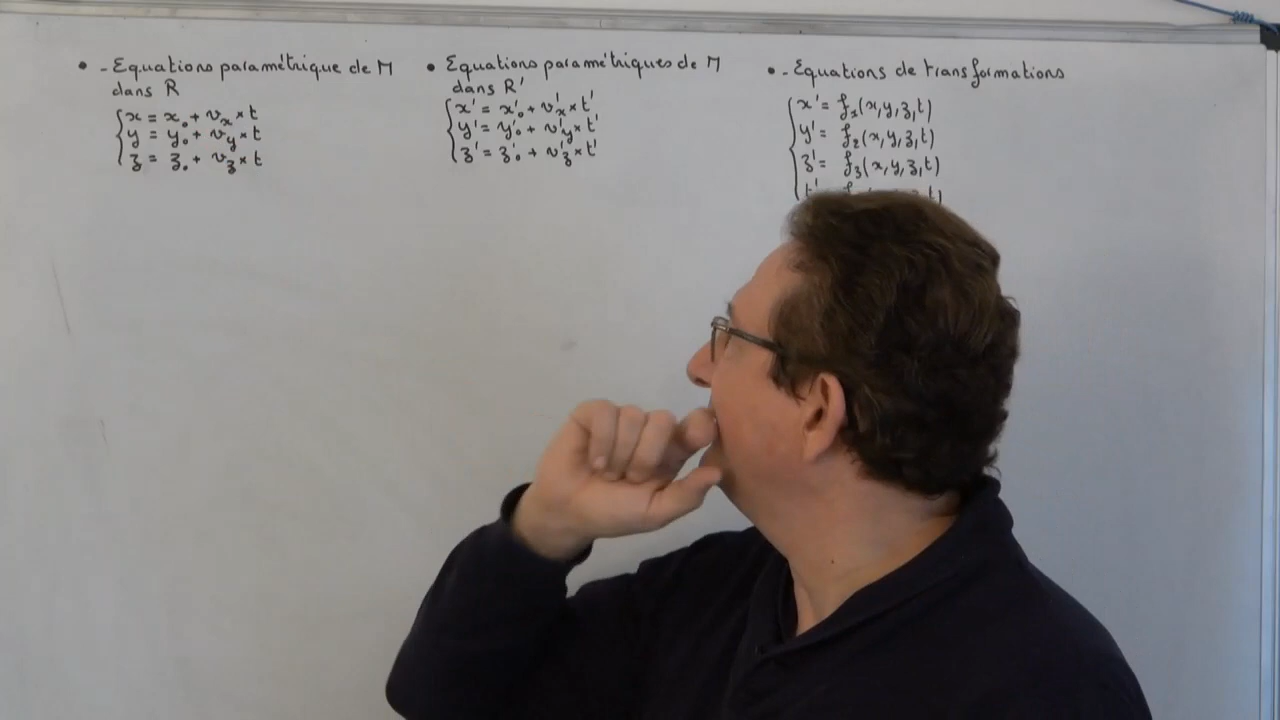 • - Equations paramétrique de M
dans R
x = x₀ + vₓ × t
y = y₀ + v_y × t
z = z₀ + v_z × t
• Equations paramétriques de M
dans R'
x' = x'₀ + v'ₓ × t'
y' = y'₀ + v'_y × t'
z' = z'₀ + v'_z × t'
• - Equations de transformations
x' = f₁(x,y,z,t)
y' = f₂(x,y,z,t)
z' = f₃(x,y,z,t)